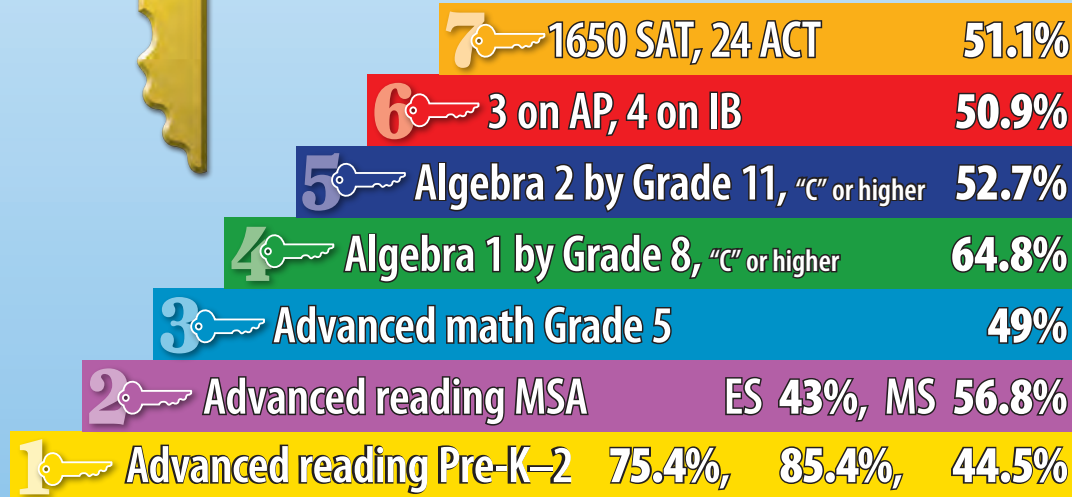 7 1650 SAT, 24 ACT 51.1%
6 3 on AP, 4 on IB 50.9%
5 Algebra 2 by Grade 11, “C” or higher 52.7%
4 Algebra 1 by Grade 8, “C” or higher 64.8%
3 Advanced math Grade 5 49%
2 Advanced reading MSA ES 43%, MS 56.8%
1 Advanced reading Pre-K–2 75.4%, 85.4%, 44.5%